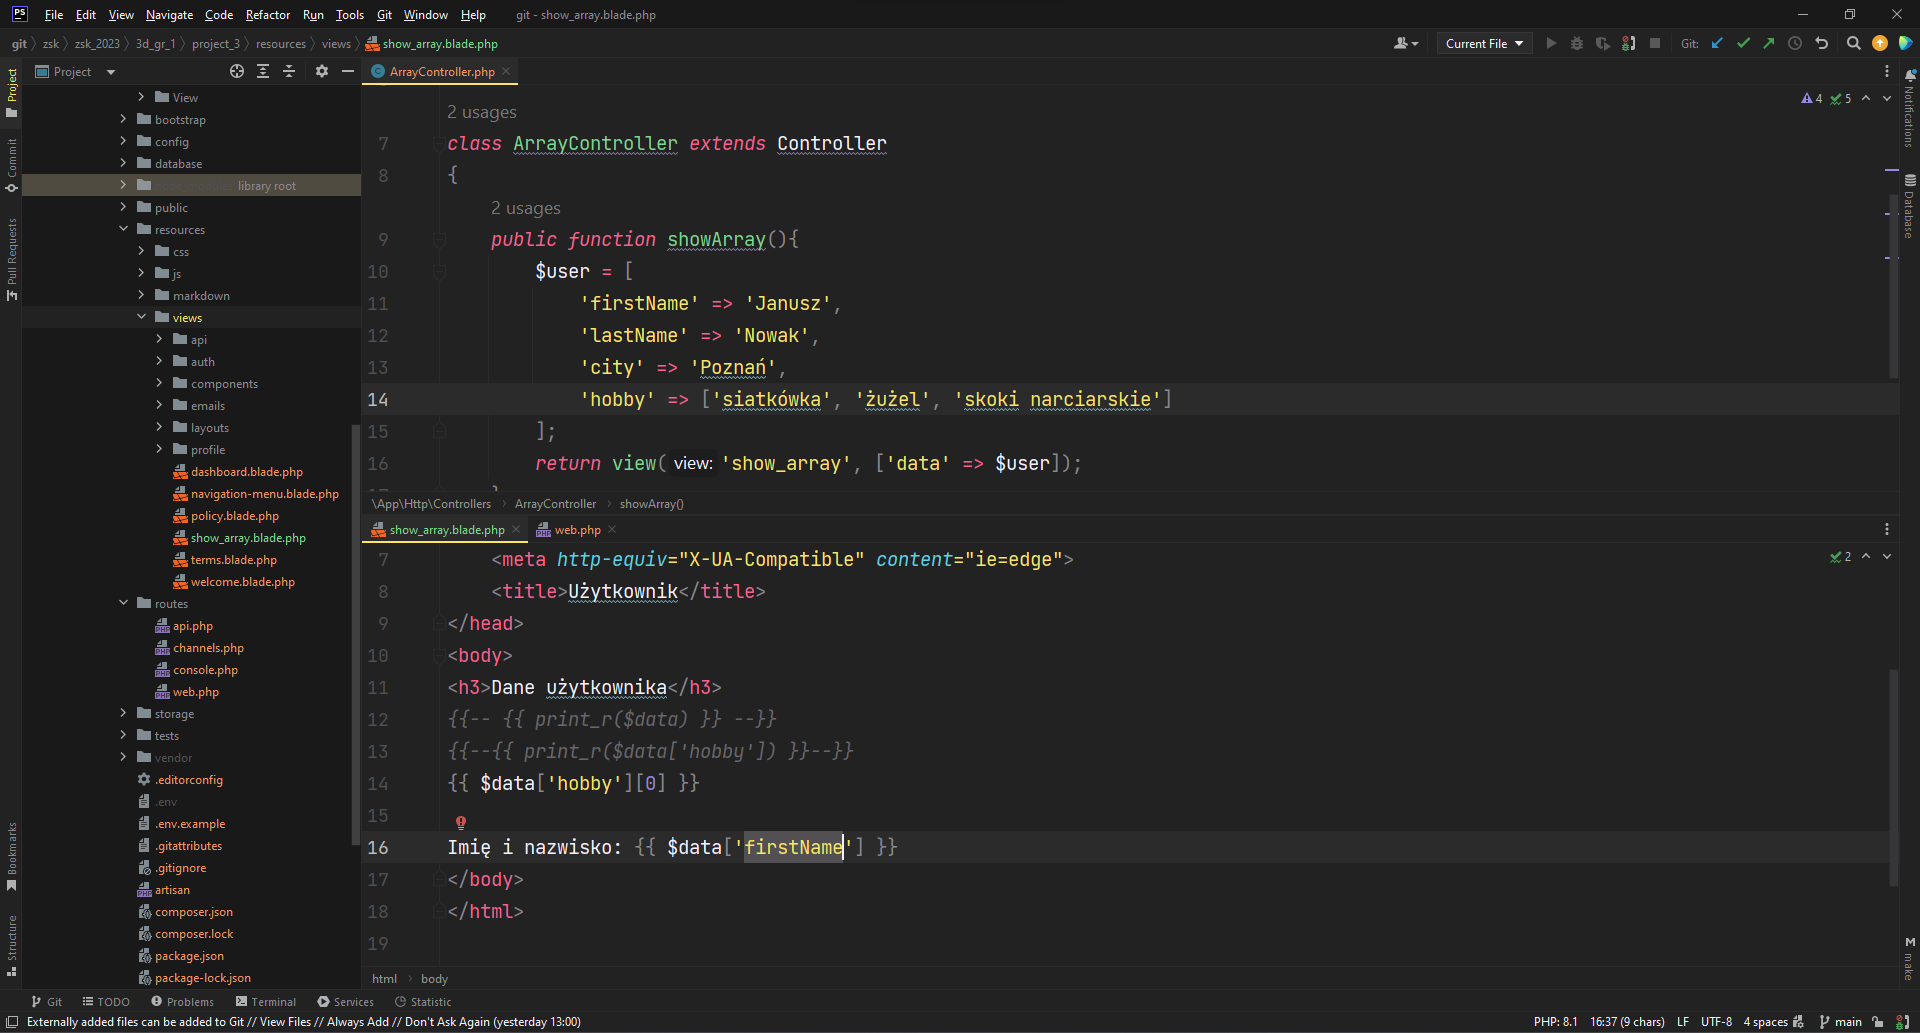 PS File Edit View Navigate Code Refactor Run Tools Git Window Help git - show_array.blade.php
git zsk zsk_2023 3d_gr_1 project_3 resources views show_array.blade.php Current File Git:
Project
Project
Commit
Pull Requests
Bookmarks
Structure
View
bootstrap
config
database
library root
public
resources
css
js
markdown
views
api
auth
components
emails
layouts
profile
dashboard.blade.php
navigation-menu.blade.php
policy.blade.php
show_array.blade.php
terms.blade.php
welcome.blade.php
routes
api.php
channels.php
console.php
web.php
storage
tests
vendor
.editorconfig
.env
.env.example
.gitattributes
.gitignore
artisan
composer.json
composer.lock
package.json
package-lock.json
ArrayController.php
4 5
2 usages
7 class ArrayController extends Controller
8 {
2 usages
9 public function showArray(){
10 $user = [
11 'firstName' => 'Janusz',
12 'lastName' => 'Nowak',
13 'city' => 'Poznań',
14 'hobby' => ['siatkówka', 'żużel', 'skoki narciarskie']
15 ];
16 return view( view: 'show_array', ['data' => $user]);
\App\Http\Controllers ArrayController showArray()
show_array.blade.php web.php
2
7 <meta http-equiv="X-UA-Compatible" content="ie=edge">
8 <title>Użytkownik</title>
9 </head>
10 <body>
11 <h3>Dane użytkownika</h3>
12 {{-- {{ print_r($data) }} --}}
13 {{--{{ print_r($data['hobby']) }}--}}
14 {{ $data['hobby'][0] }}
15
16 Imię i nazwisko: {{ $data['firstName'] }}
17 </body>
18 </html>
19
html body
Notifications
Database
M make
Git TODO Problems Terminal Services Statistic
Externally added files can be added to Git // View Files // Always Add // Don't Ask Again (yesterday 13:00) PHP: 8.1 16:37 (9 chars) LF UTF-8 4 spaces main